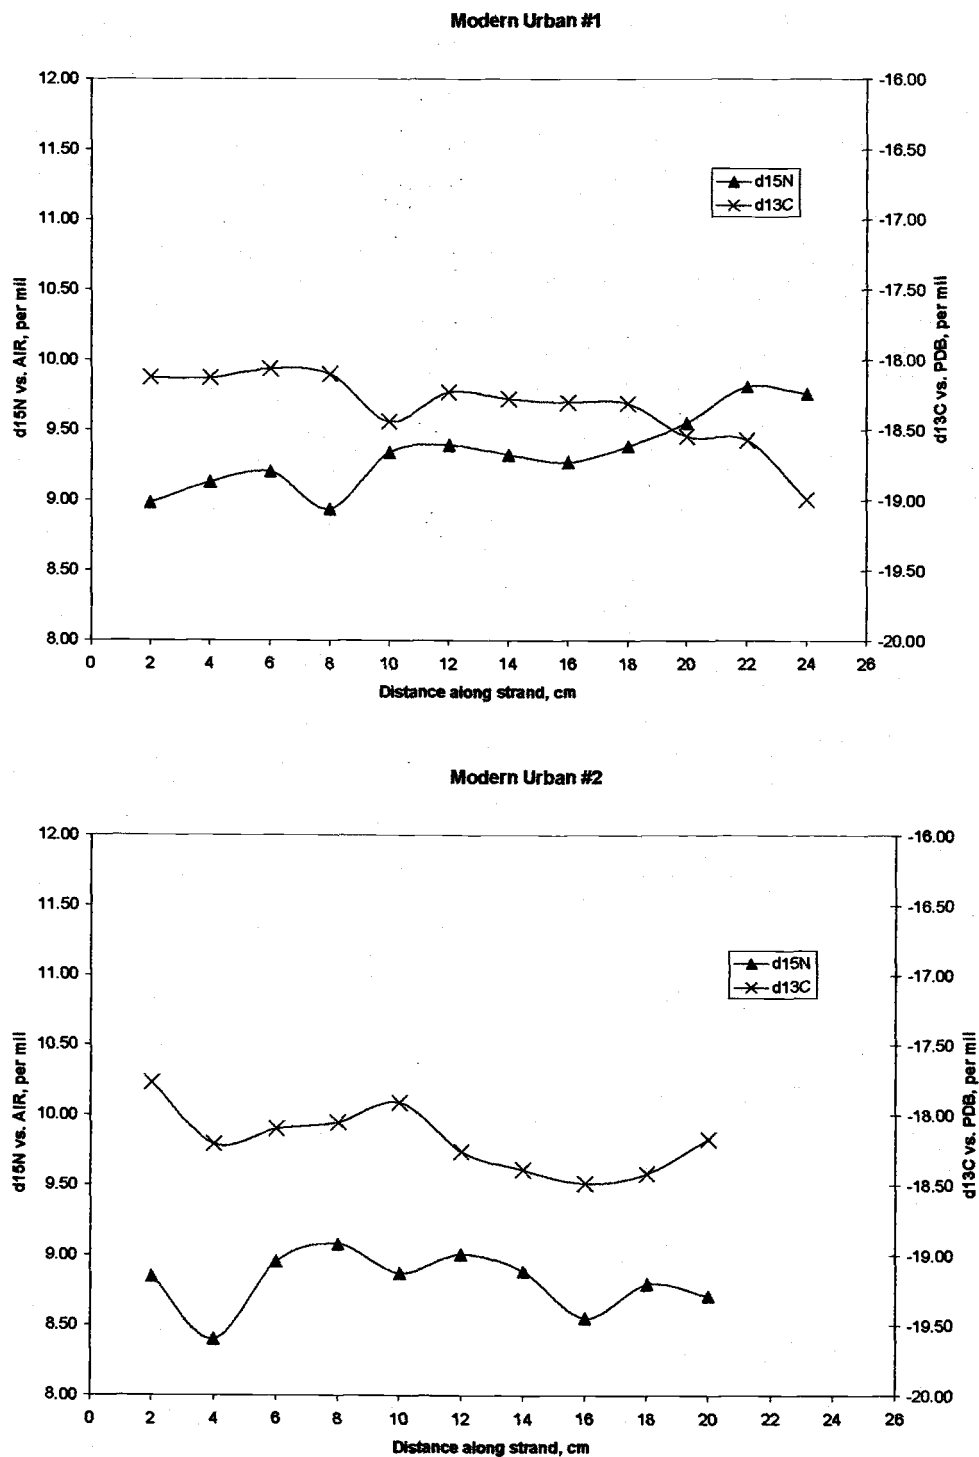 Modern Urban #1
12.00
11.50
11.00
10.50
10.00
9.50
9.00
8.50
8.00
d15N vs. AIR, per mil
-16.00
-16.50
-17.00
-17.50
-18.00
-18.50
-19.00
-19.50
-20.00
d13C vs. PDB, per mil
d15N
d13C
0 2 4 6 8 10 12 14 16 18 20 22 24 26
Distance along strand, cm
Modern Urban #2
12.00
11.50
11.00
10.50
10.00
9.50
9.00
8.50
8.00
d15N vs. AIR, per mil
-16.00
-16.50
-17.00
-17.50
-18.00
-18.50
-19.00
-19.50
-20.00
d13C vs. PDB, per mil
d15N
d13C
0 2 4 6 8 10 12 14 16 18 20 22 24 26
Distance along strand, cm